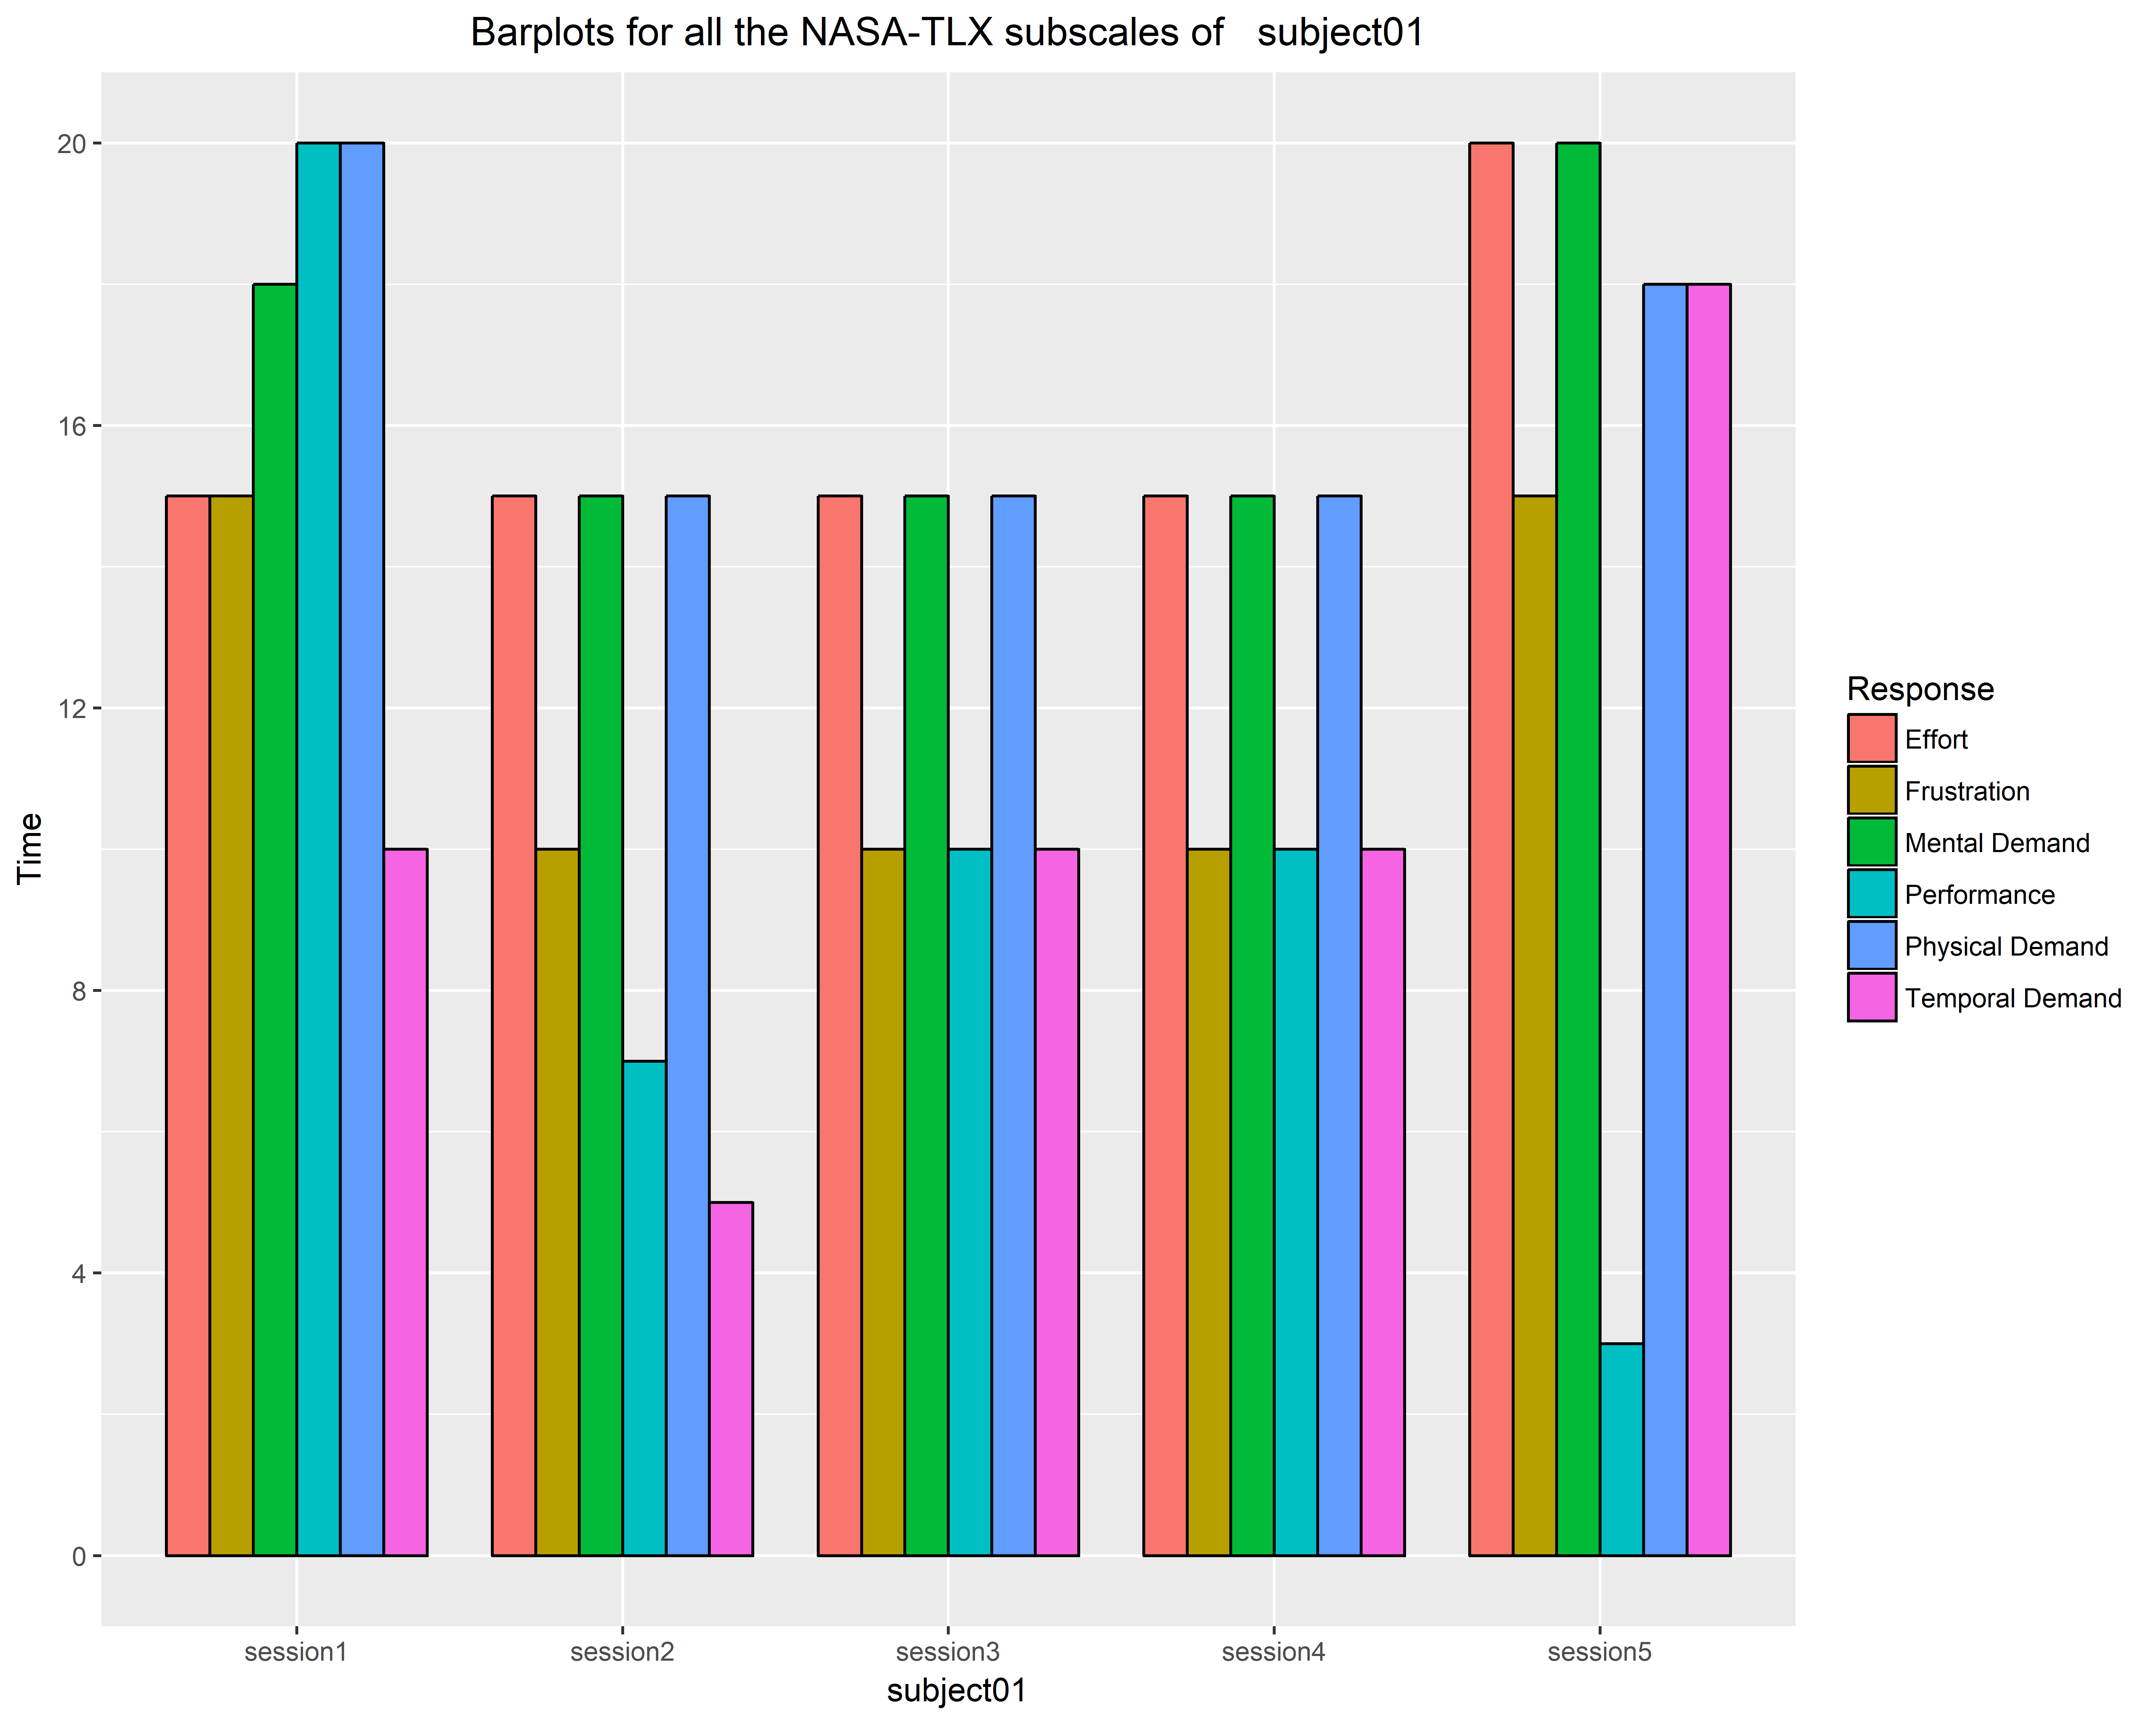 Barplots for all the NASA-TLX subscales of   subject01
20
16
12
8
4
0
Time
session1
session2
session3
session4
session5
subject01
Response
Effort
Frustration
Mental Demand
Performance
Physical Demand
Temporal Demand